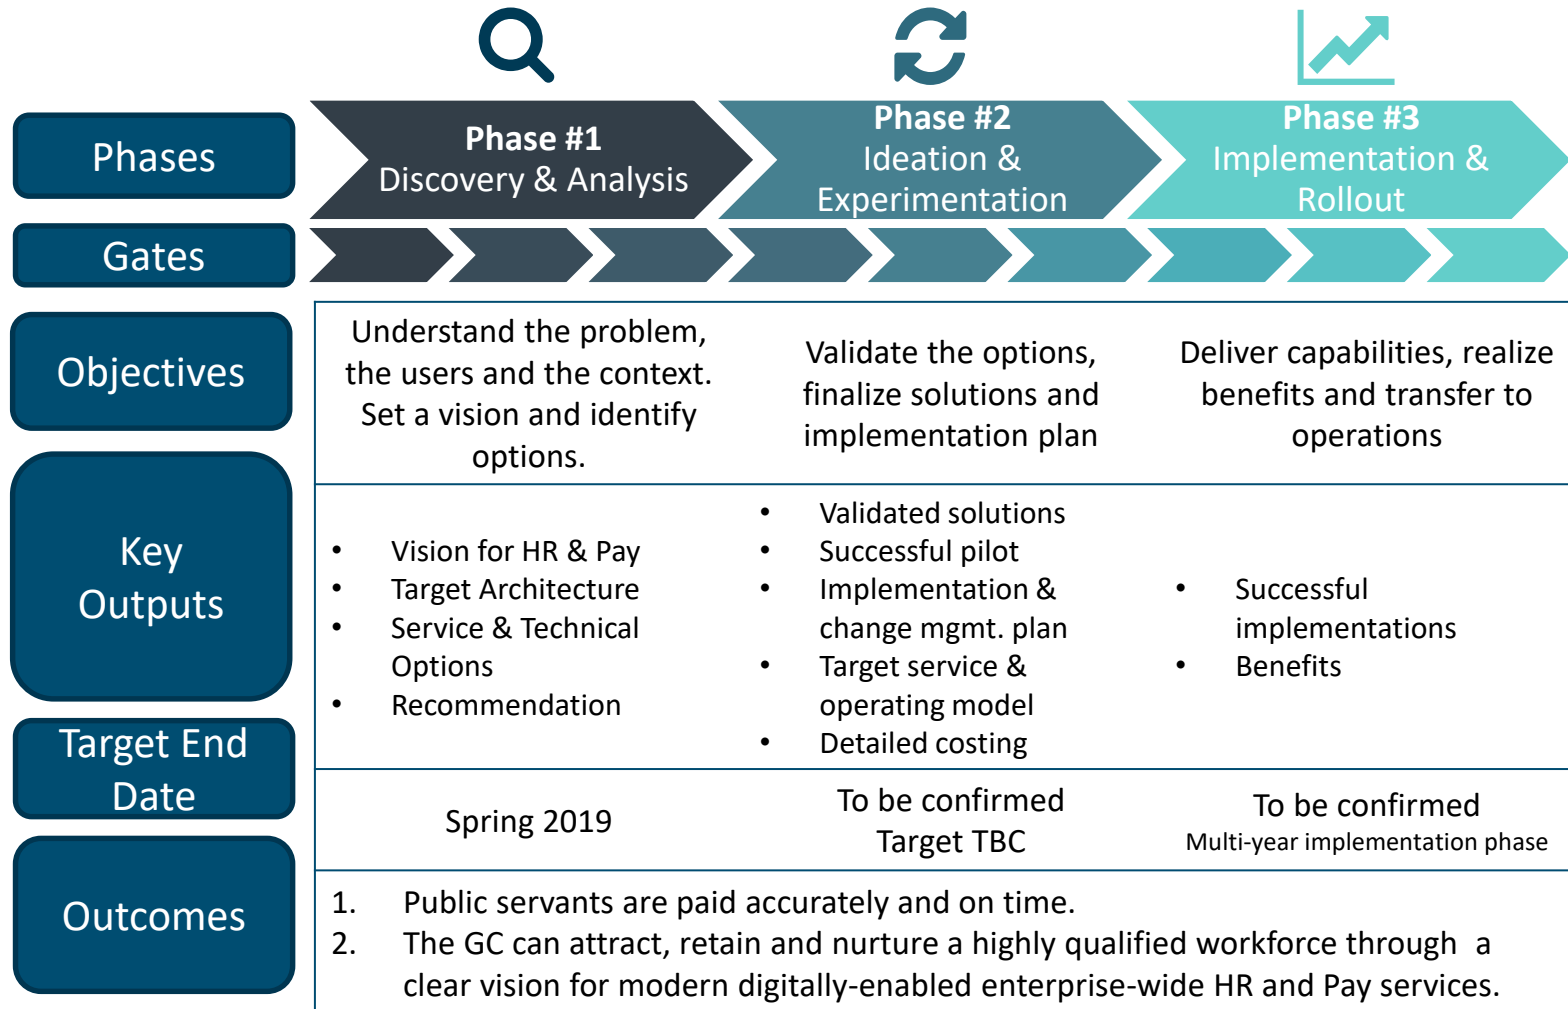 Phases
Phase #1
Discovery & Analysis
Phase #2
Ideation &
Experimentation
Phase #3
Implementation &
Rollout
Gates
Objectives
Understand the problem,
the users and the context.
Set a vision and identify
options.
Validate the options,
finalize solutions and
implementation plan
Deliver capabilities, realize
benefits and transfer to
operations
Key
Outputs
• Vision for HR & Pay
• Target Architecture
• Service & Technical
Options
• Recommendation
• Validated solutions
• Successful pilot
• Implementation &
change mgmt. plan
• Target service &
operating model
• Detailed costing
• Successful
implementations
• Benefits
Target End
Date
Spring 2019
To be confirmed
Target TBC
To be confirmed
Multi-year implementation phase
Outcomes
1. Public servants are paid accurately and on time.
2. The GC can attract, retain and nurture a highly qualified workforce through a
clear vision for modern digitally-enabled enterprise-wide HR and Pay services.